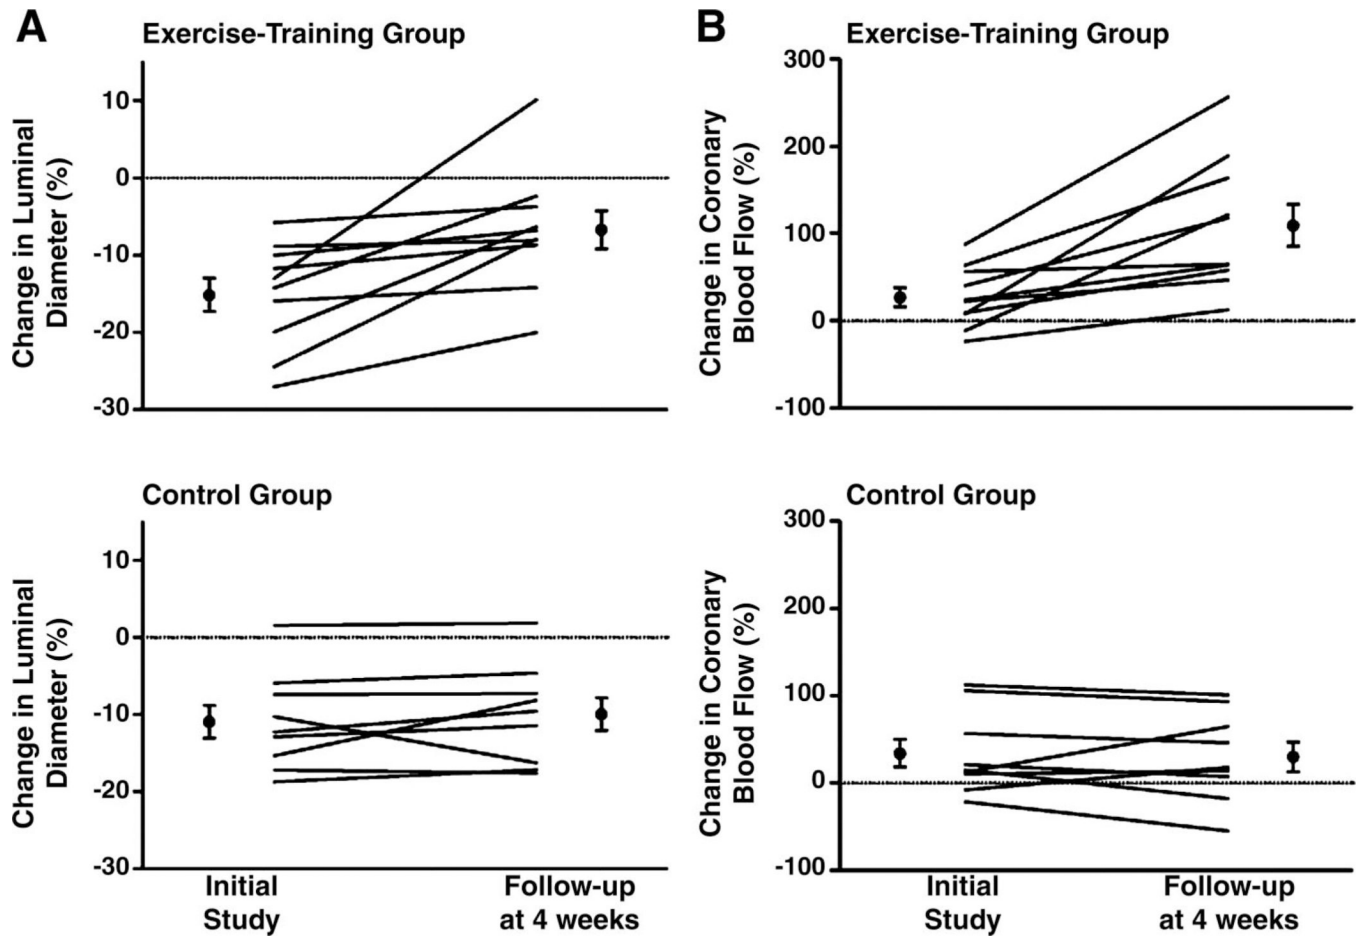 A
Exercise-Training Group
Change in Luminal
Diameter (%)
10
0
-10
-20
-30
B
Exercise-Training Group
Change in Coronary
Blood Flow (%)
300
200
100
0
-100
Control Group
Change in Luminal
Diameter (%)
10
0
-10
-20
-30
Initial
Study
Follow-up
at 4 weeks
Control Group
Change in Coronary
Blood Flow (%)
300
200
100
0
-100
Initial
Study
Follow-up
at 4 weeks